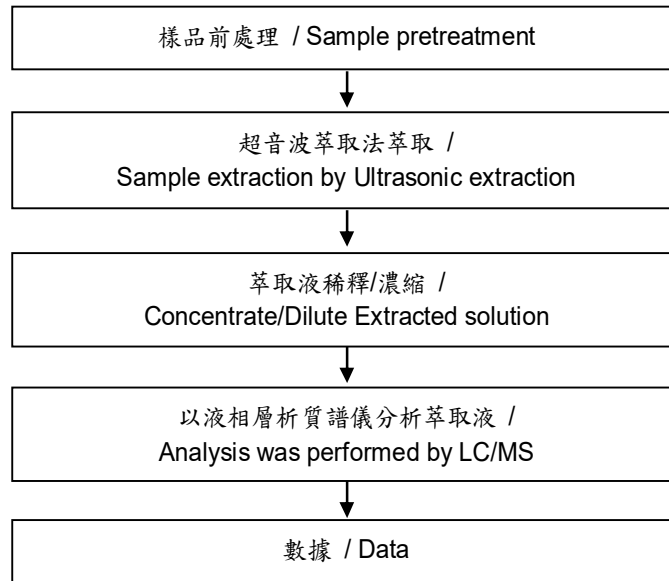 樣品前處理 / Sample pretreatment
超音波萃取法萃取 /
Sample extraction by Ultrasonic extraction
萃取液稀釋/濃縮 /
Concentrate/Dilute Extracted solution
以液相層析質譜儀分析萃取液 /
Analysis was performed by LC/MS
數據 / Data